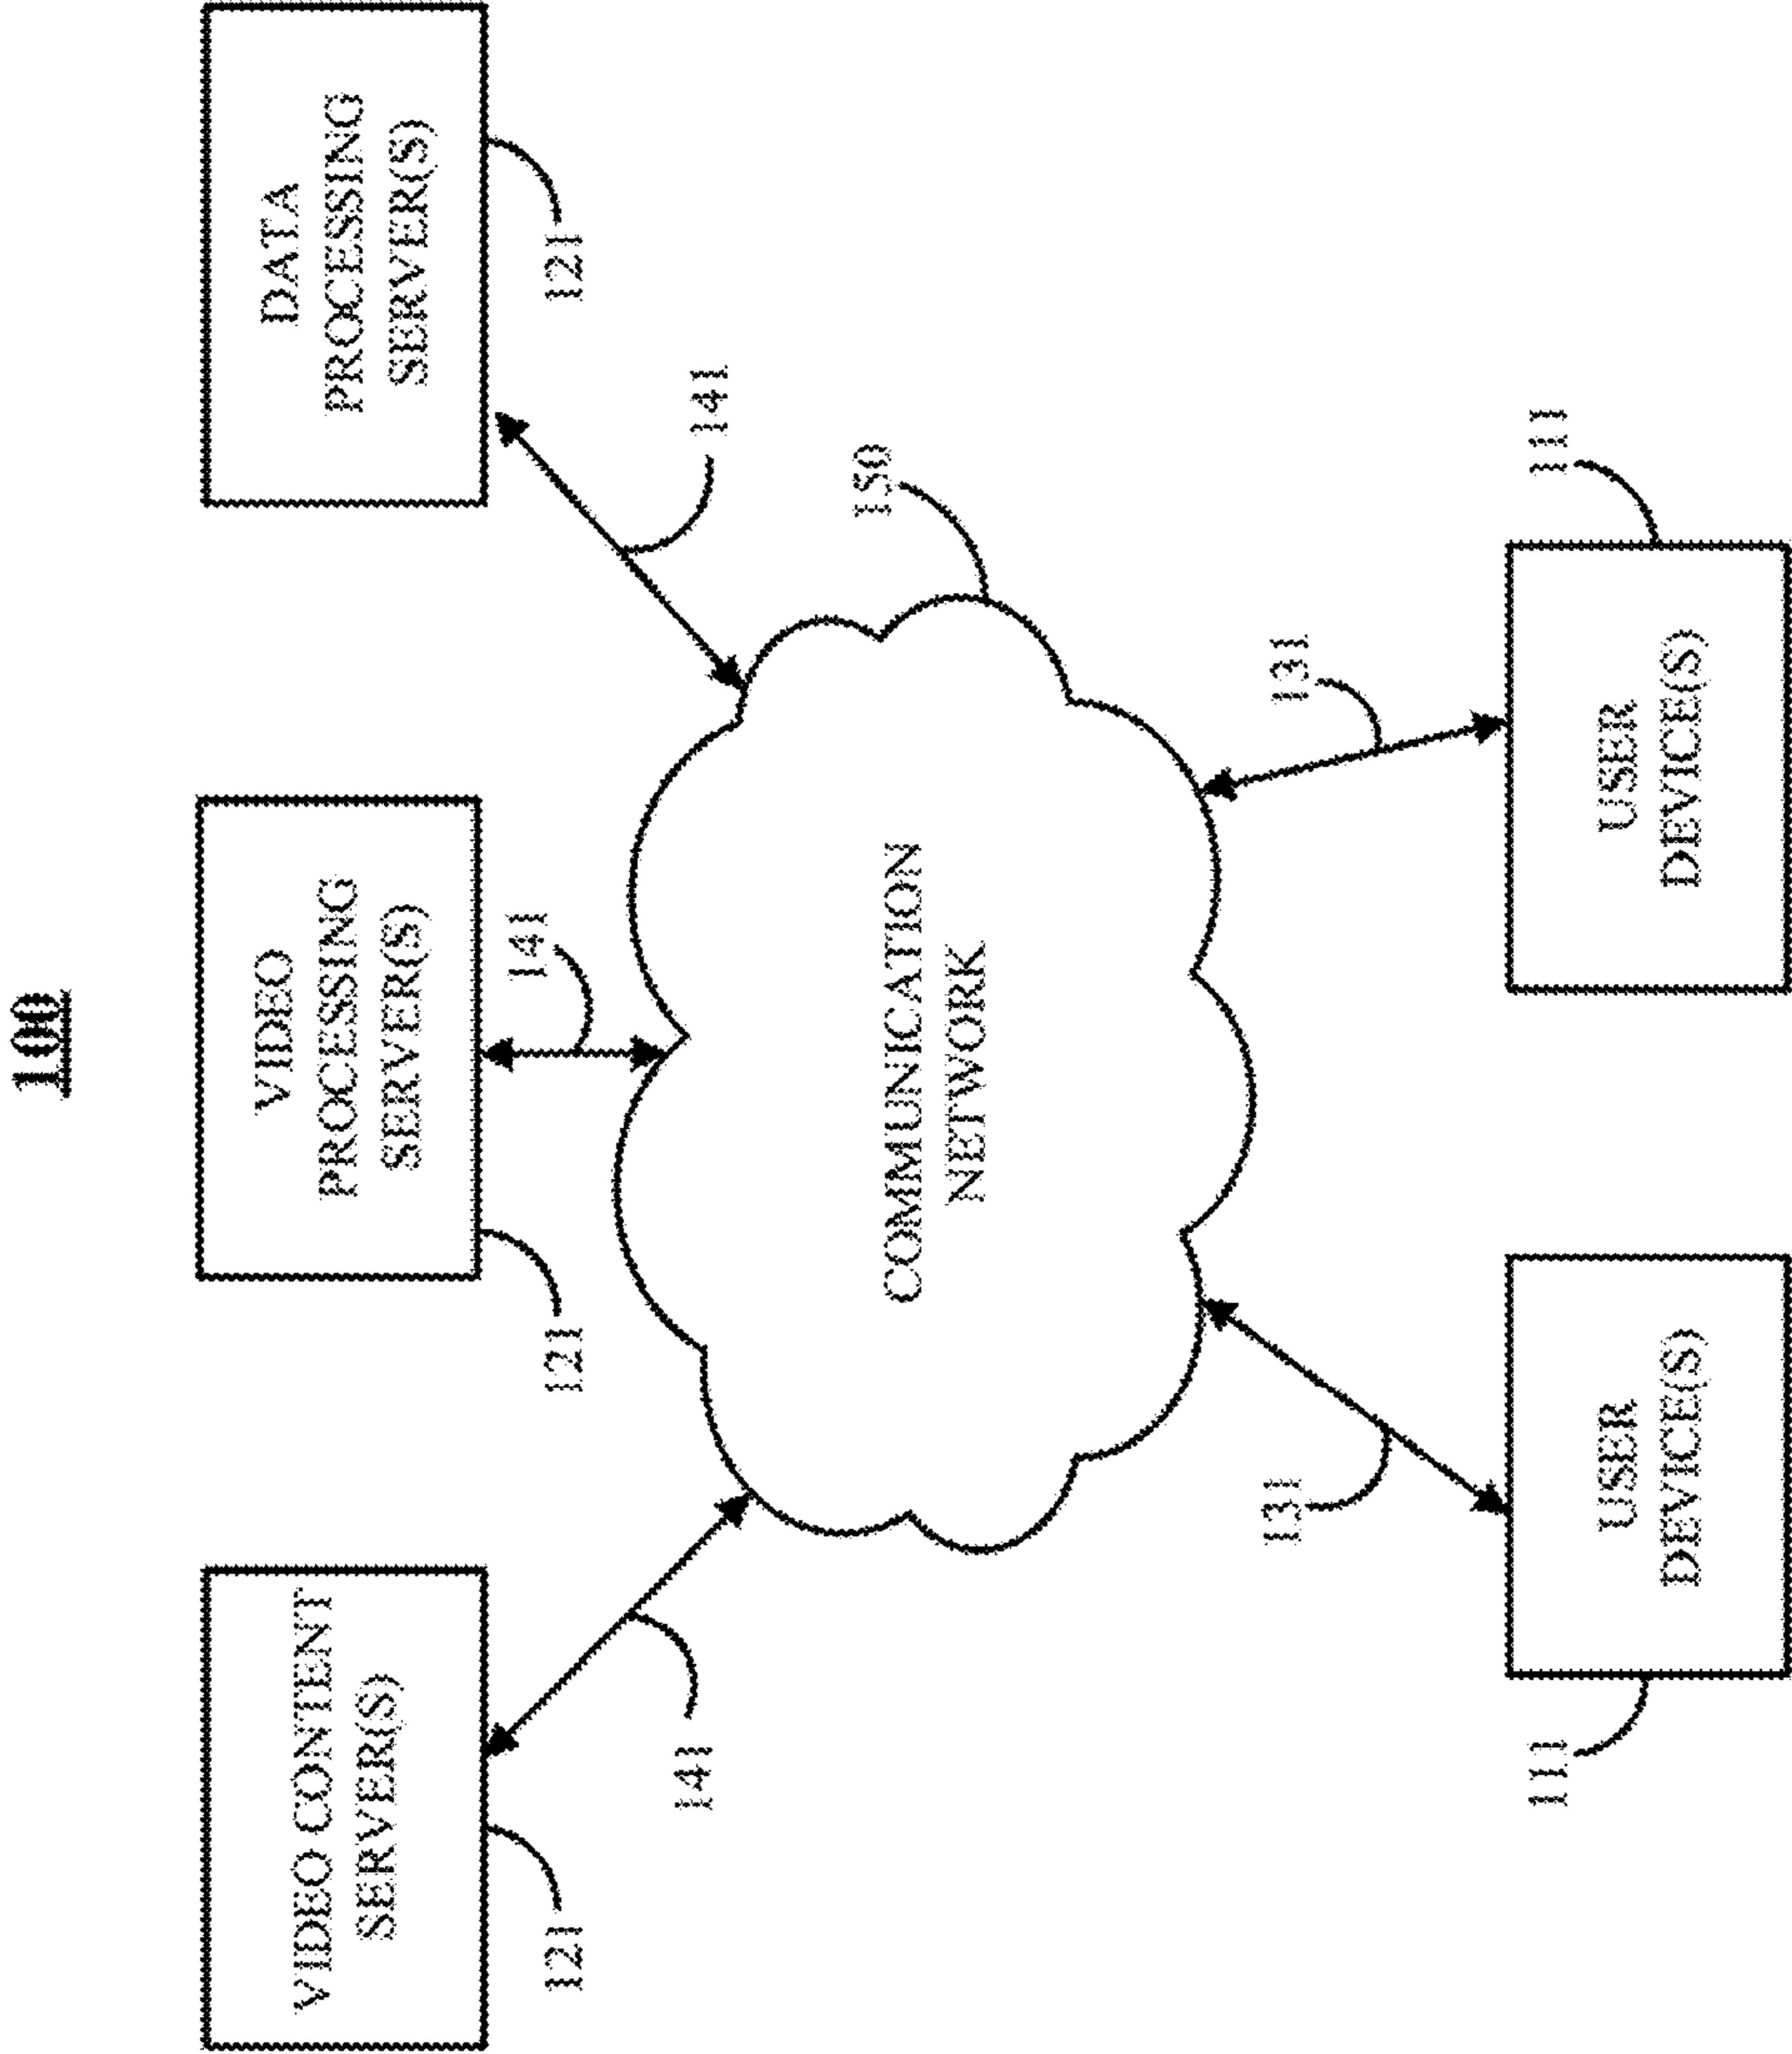 100
VIDEO CONTENT
SERVER(S)
VIDEO
PROCESSING
SERVER(S)
DATA
PROCESSING
SERVER(S)
121
121
141
121
141
141
150
COMMUNICATION
NETWORK
131
131
111
USER
DEVICE(S)
USER
DEVICE(S)
111